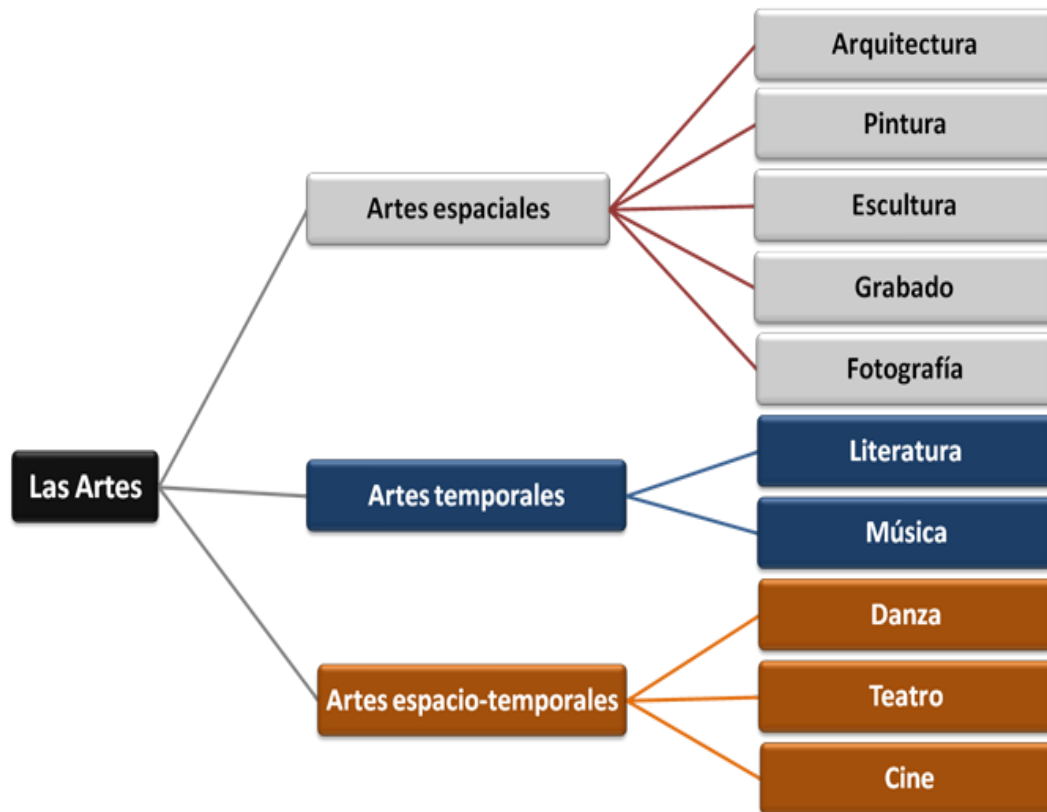 Las Artes
Artes espaciales
Arquitectura
Pintura
Escultura
Grabado
Fotografía
Artes temporales
Literatura
Música
Artes espacio-temporales
Danza
Teatro
Cine